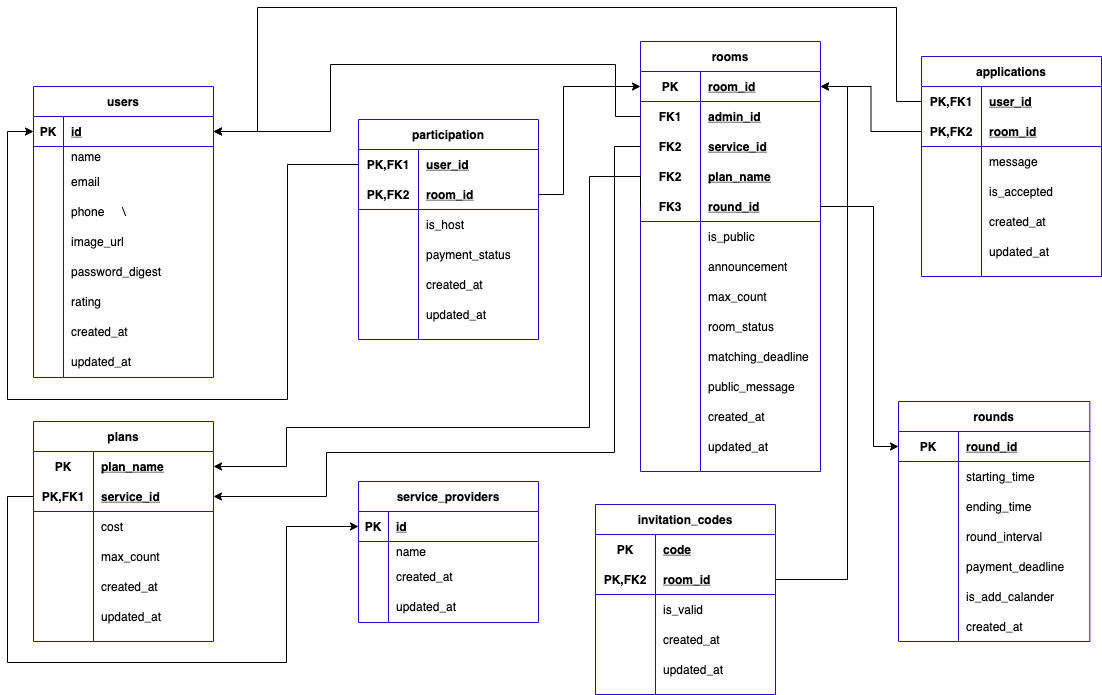 users
PK id
name
email
phone \
image_url
password_digest
rating
created_at
updated_at
participation
PK,FK1 user_id
PK,FK2 room_id
is_host
payment_status
created_at
updated_at
rooms
PK room_id
FK1 admin_id
FK2 service_id
FK2 plan_name
FK3 round_id
is_public
announcement
max_count
room_status
matching_deadline
public_message
created_at
updated_at
applications
PK,FK1 user_id
PK,FK2 room_id
message
is_accepted
created_at
updated_at
plans
PK plan_name
PK,FK1 service_id
cost
max_count
created_at
updated_at
service_providers
PK id
name
created_at
updated_at
invitation_codes
PK code
PK,FK2 room_id
is_valid
created_at
updated_at
rounds
PK round_id
starting_time
ending_time
round_interval
payment_deadline
is_add_calander
created_at